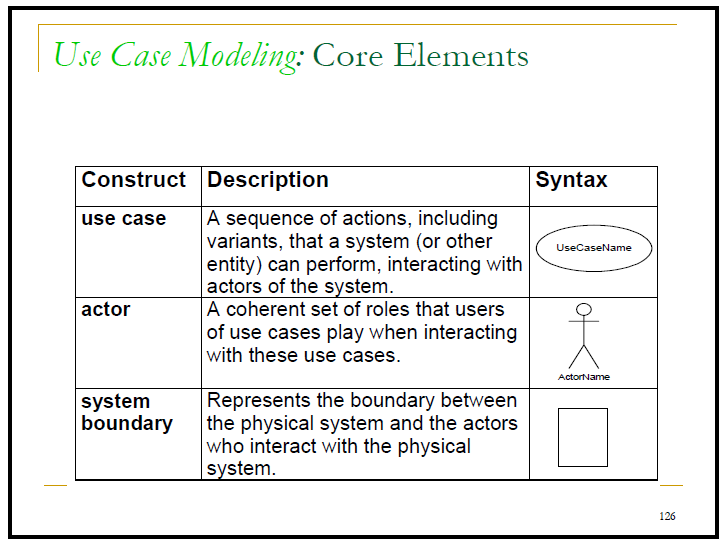 Use Case Modeling: Core Elements
Construct Description Syntax
use case
A sequence of actions, including
variants, that a system (or other
entity) can perform, interacting with
actors of the system.
UseCaseName
actor
A coherent set of roles that users
of use cases play when interacting
with these use cases.
ActorName
system
boundary
Represents the boundary between
the physical system and the actors
who interact with the physical
system.
126